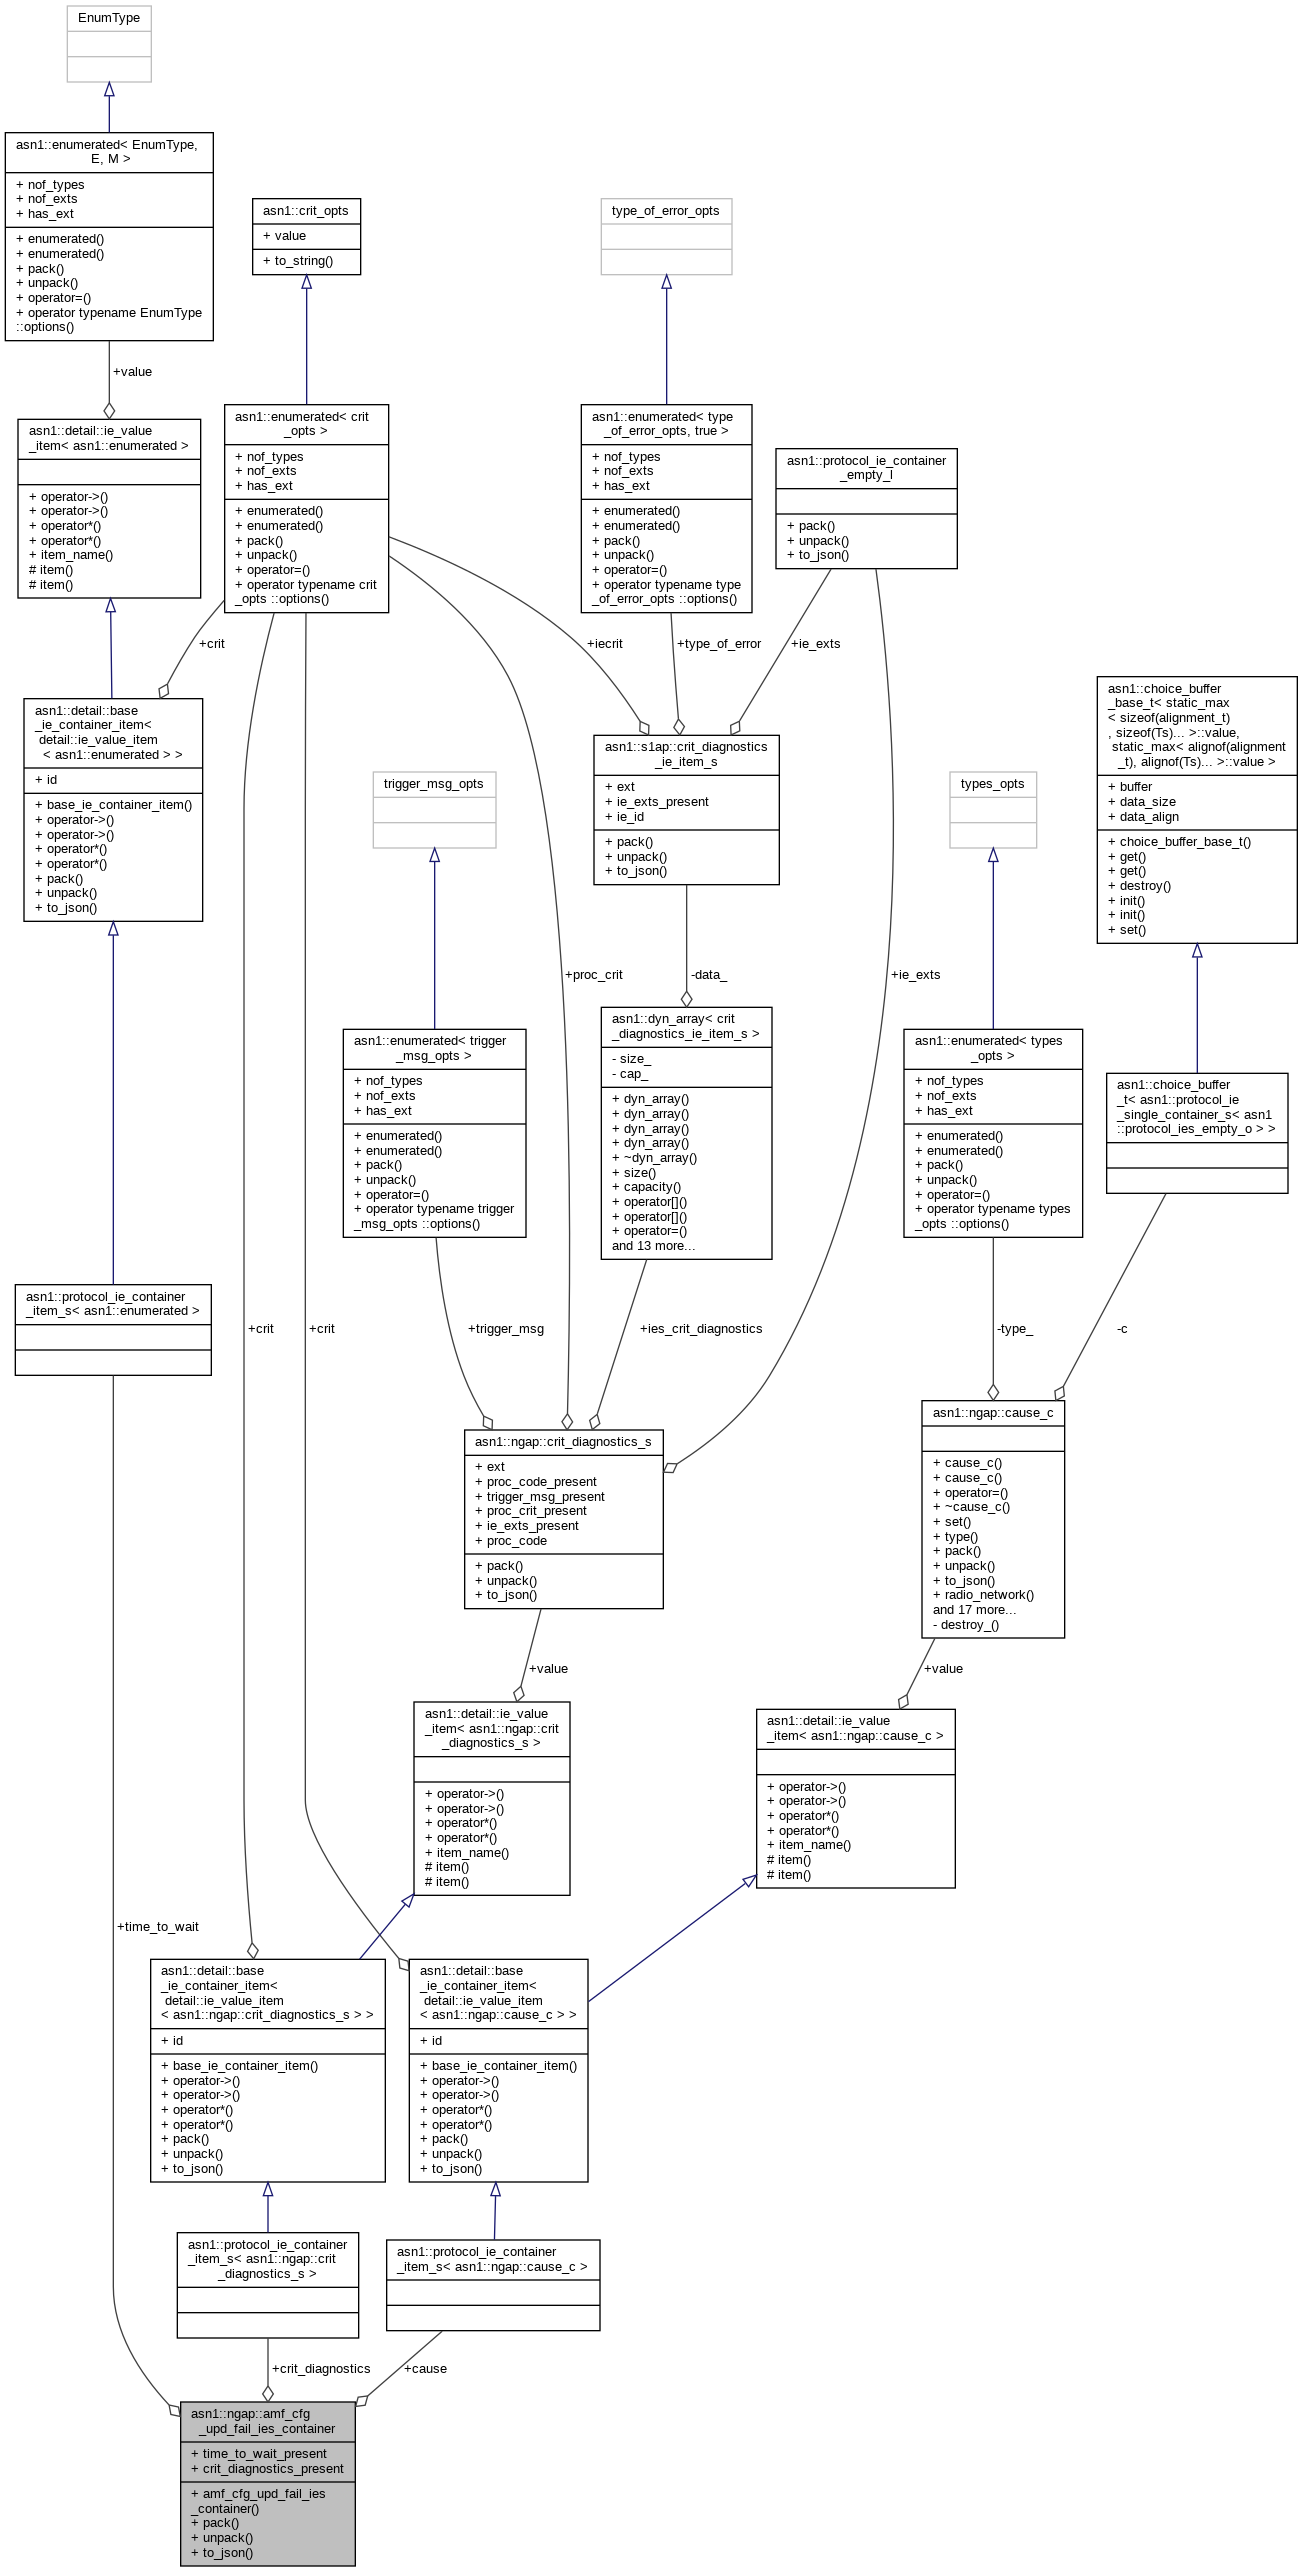 EnumType
asn1::enumerated< EnumType,
E, M >
+ nof_types
+ nof_exts
+ has_ext
+ enumerated()
+ enumerated()
+ pack()
+ unpack()
+ operator=()
+ operator typename EnumType
::options()
asn1::crit_opts
+ value
+ to_string()
type_of_error_opts
+value
asn1::detail::ie_value
_item< asn1::enumerated >
+ operator->()
+ operator->()
+ operator*()
+ operator*()
+ item_name()
# item()
# item()
asn1::enumerated< crit
_opts >
+ nof_types
+ nof_exts
+ has_ext
+ enumerated()
+ enumerated()
+ pack()
+ unpack()
+ operator=()
+ operator typename crit
_opts ::options()
asn1::enumerated< type
_of_error_opts, true >
+ nof_types
+ nof_exts
+ has_ext
+ enumerated()
+ enumerated()
+ pack()
+ unpack()
+ operator=()
+ operator typename type
_of_error_opts ::options()
asn1::protocol_ie_container
_empty_l
+ pack()
+ unpack()
+ to_json()
+crit
+iecrit
+type_of_error
+ie_exts
asn1::detail::base
_ie_container_item<
detail::ie_value_item
< asn1::enumerated > >
+ id
+ base_ie_container_item()
+ operator->()
+ operator->()
+ operator*()
+ operator*()
+ pack()
+ unpack()
+ to_json()
trigger_msg_opts
asn1::s1ap::crit_diagnostics
_ie_item_s
+ ext
+ ie_exts_present
+ ie_id
+ pack()
+ unpack()
+ to_json()
types_opts
asn1::choice_buffer
_base_t< static_max
< sizeof(alignment_t)
, sizeof(Ts)... >::value,
static_max< alignof(alignment
_t), alignof(Ts)... >::value >
+ buffer
+ data_size
+ data_align
+ choice_buffer_base_t()
+ get()
+ get()
+ destroy()
+ init()
+ init()
+ set()
+proc_crit
-data_
+ie_exts
asn1::enumerated< trigger
_msg_opts >
+ nof_types
+ nof_exts
+ has_ext
+ enumerated()
+ enumerated()
+ pack()
+ unpack()
+ operator=()
+ operator typename trigger
_msg_opts ::options()
asn1::dyn_array< crit
_diagnostics_ie_item_s >
- size_
- cap_
+ dyn_array()
+ dyn_array()
+ dyn_array()
+ dyn_array()
+ ~dyn_array()
+ size()
+ capacity()
+ operator[]()
+ operator[]()
+ operator=()
and 13 more...
asn1::enumerated< types
_opts >
+ nof_types
+ nof_exts
+ has_ext
+ enumerated()
+ enumerated()
+ pack()
+ unpack()
+ operator=()
+ operator typename types
_opts ::options()
asn1::choice_buffer
_t< asn1::protocol_ie
_single_container_s< asn1
::protocol_ies_empty_o > >
asn1::protocol_ie_container
_item_s< asn1::enumerated >
+crit
+crit
+trigger_msg
+ies_crit_diagnostics
-type_
-c
asn1::ngap::crit_diagnostics_s
+ ext
+ proc_code_present
+ trigger_msg_present
+ proc_crit_present
+ ie_exts_present
+ proc_code
+ pack()
+ unpack()
+ to_json()
asn1::ngap::cause_c
+ cause_c()
+ cause_c()
+ operator=()
+ ~cause_c()
+ set()
+ type()
+ pack()
+ unpack()
+ to_json()
+ radio_network()
and 17 more...
- destroy_()
+value
+value
asn1::detail::ie_value
_item< asn1::ngap::crit
_diagnostics_s >
+ operator->()
+ operator->()
+ operator*()
+ operator*()
+ item_name()
# item()
# item()
asn1::detail::ie_value
_item< asn1::ngap::cause_c >
+ operator->()
+ operator->()
+ operator*()
+ operator*()
+ item_name()
# item()
# item()
+time_to_wait
asn1::detail::base
_ie_container_item<
detail::ie_value_item
< asn1::ngap::crit_diagnostics_s > >
+ id
+ base_ie_container_item()
+ operator->()
+ operator->()
+ operator*()
+ operator*()
+ pack()
+ unpack()
+ to_json()
asn1::detail::base
_ie_container_item<
detail::ie_value_item
< asn1::ngap::cause_c > >
+ id
+ base_ie_container_item()
+ operator->()
+ operator->()
+ operator*()
+ operator*()
+ pack()
+ unpack()
+ to_json()
asn1::protocol_ie_container
_item_s< asn1::ngap::crit
_diagnostics_s >
asn1::protocol_ie_container
_item_s< asn1::ngap::cause_c >
+crit_diagnostics
+cause
asn1::ngap::amf_cfg
_upd_fail_ies_container
+ time_to_wait_present
+ crit_diagnostics_present
+ amf_cfg_upd_fail_ies
_container()
+ pack()
+ unpack()
+ to_json()